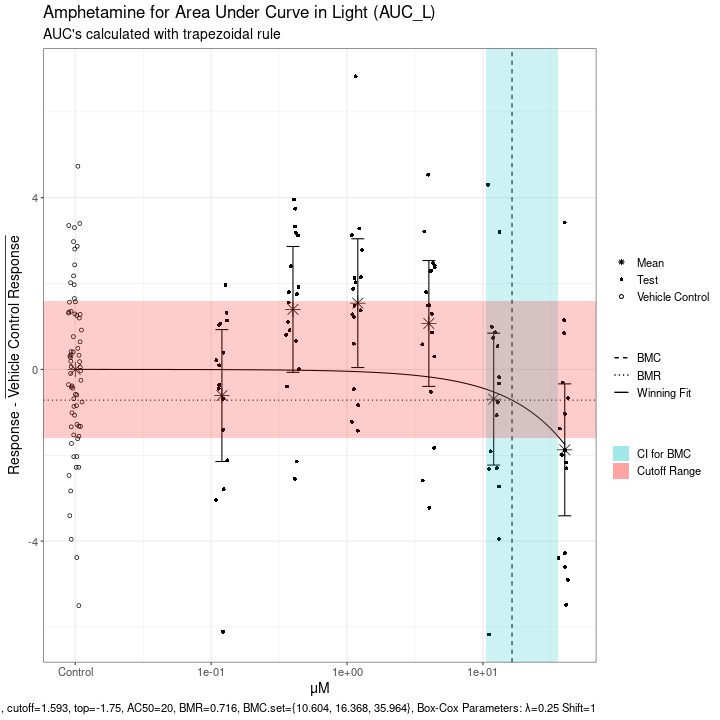 Amphetamine for Area Under Curve in Light (AUC_L)
AUC's calculated with trapezoidal rule
Response - Vehicle Control Response
4
0
-4
Control
1e-01
1e+00
1e+01
μM
Mean
Test
Vehicle Control
BMC
BMR
Winning Fit
CI for BMC
Cutoff Range
, cutoff=1.593, top=-1.75, AC50=20, BMR=0.716, BMC.set={10.604, 16.368, 35.964}, Box-Cox Parameters: λ=0.25 Shift=1